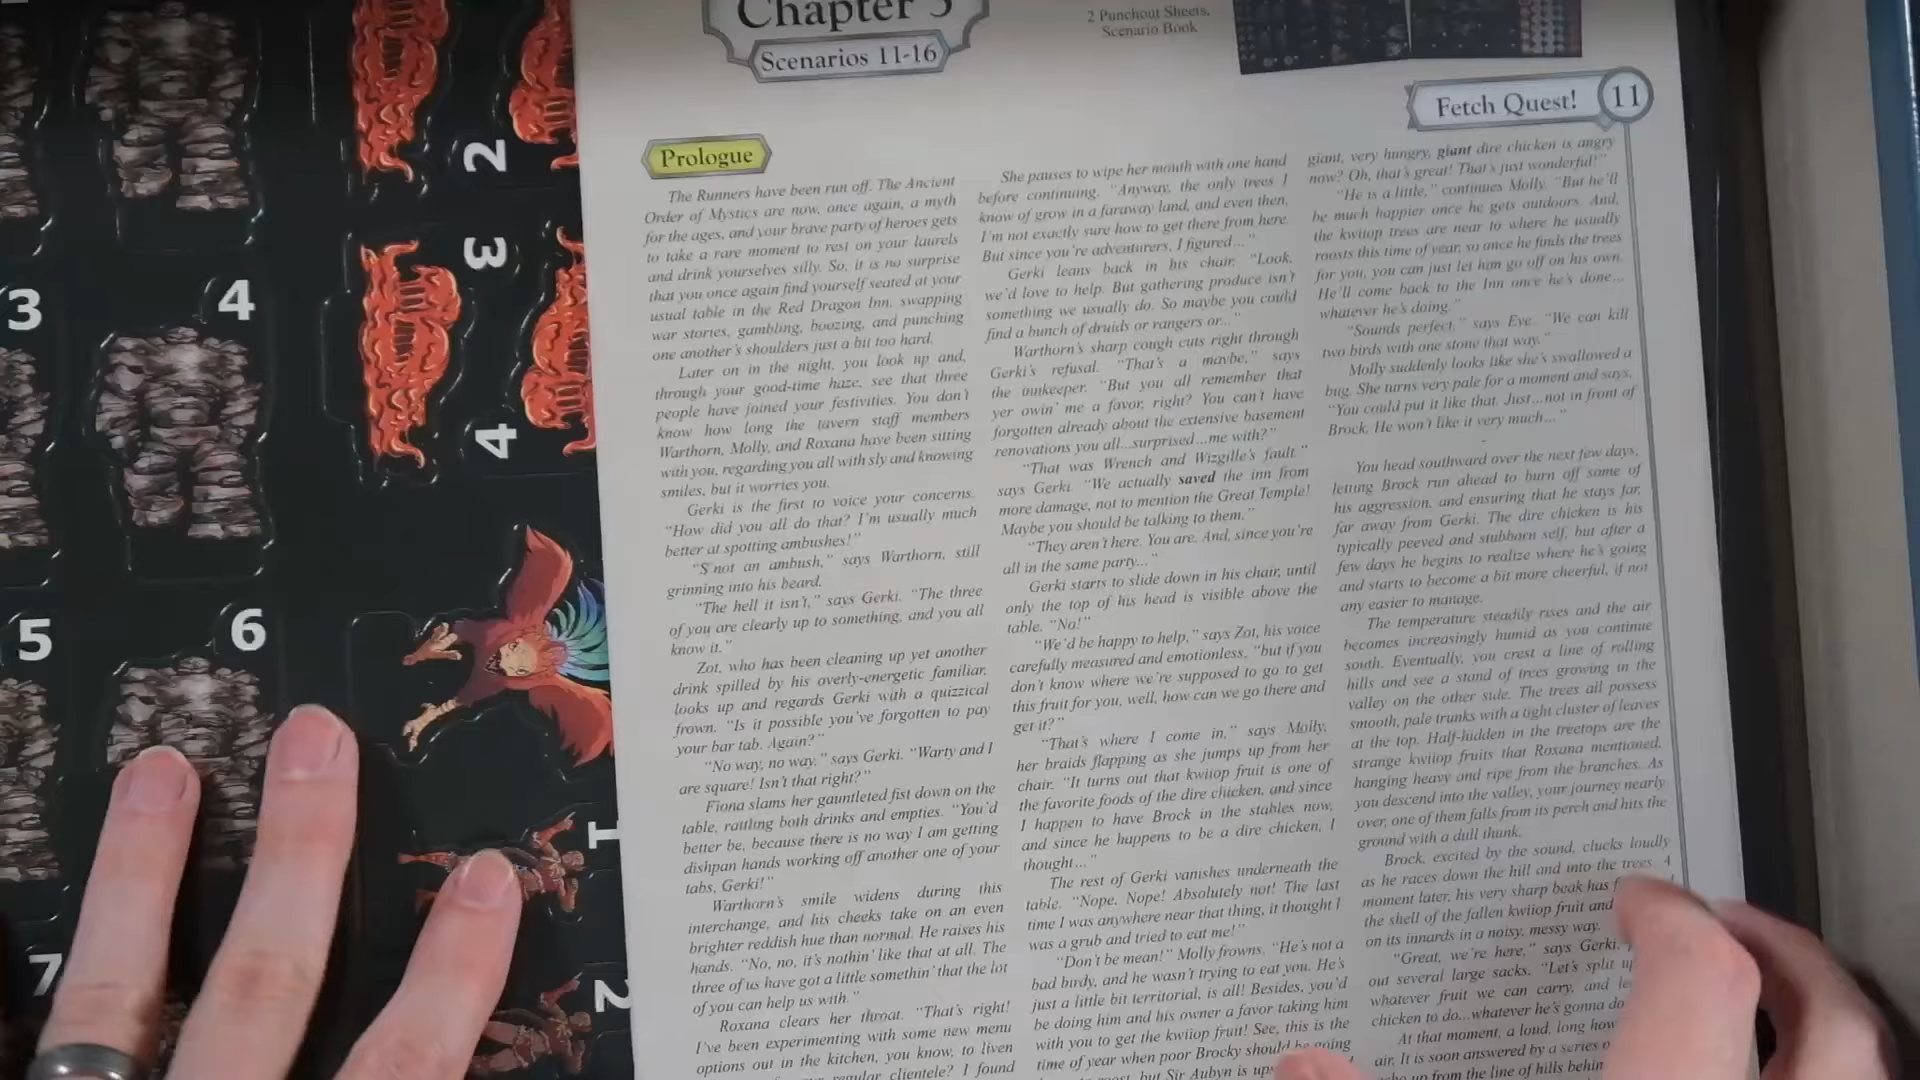 Chapter 3
Scenarios 11-16
2 Punchout Sheets,
Scenario Book
Fetch Quest! 11
Prologue
The Runners have been run off. The Ancient
Order of Mystics are now, once again, a myth
for the ages, and your brave party of heroes gets
to take a rare moment to rest on your laurels
and drink yourselves silly. So, it is no surprise
that you once again find yourself seated at your
usual table in the Red Dragon Inn, swapping
war stories, gambling, boozing, and punching
one another's shoulders just a bit too hard.
Later on in the night, you look up and,
through your good-time haze, see that three
people have joined your festivities. You don't
know how long the tavern staff members
Warthorn, Molly, and Roxana have been sitting
with you, regarding you all with sly and knowing
smiles, but it worries you.
Gerki is the first to voice your concerns.
"How did you all do that? I'm usually much
better at spotting ambushes!"
"S'not an ambush," says Warthorn, still
grinning into his beard.
"The hell it isn't," says Gerki. "The three
of you are clearly up to something, and you all
know it."
Zot, who has been cleaning up yet another
drink spilled by his overly-energetic familiar,
looks up and regards Gerki with a quizzical
frown. "Is it possible you've forgotten to pay
your bar tab. Again?"
"No way, no way," says Gerki. "Warty and I
are square! Isn't that right?"
Fiona slams her gauntleted fist down on the
table, rattling both drinks and empties. "You'd
better be, because there is no way I am getting
dishpan hands working off another one of your
tabs, Gerki!"
Warthorn's smile widens during this
interchange, and his cheeks take on an even
brighter reddish hue than normal. He raises his
hands. "No, no, it's nothin' like that at all. The
three of us have got a little somethin' that the lot
of you can help us with."
Roxana clears her throat. "That's right!
I've been experimenting with some new menu
options out in the kitchen, you know, to liven
regular clientele? I found
She pauses to wipe her mouth with one hand
before continuing. "Anyway, the only trees I
know of grow in a faraway land, and even then,
I'm not exactly sure how to get there from here.
But since you're adventurers, I figured..."
Gerki leans back in his chair. "Look,
we'd love to help. But gathering produce isn't
something we usually do. So maybe you could
find a bunch of druids or rangers or..."
Warthorn's sharp cough cuts right through
Gerki's refusal. "That's a maybe," says
the innkeeper. "But you all remember that
yer owin' me a favor, right? You can't have
forgotten already about the extensive basement
renovations you all...surprised...me with?"
"That was Wrench and Wizgille's fault."
says Gerki. "We actually saved the inn from
more damage, not to mention the Great Temple!
Maybe you should be talking to them."
"They aren't here. You are. And, since you're
all in the same party..."
Gerki starts to slide down in his chair, until
only the top of his head is visible above the
table. "No!"
"We'd be happy to help," says Zot, his voice
carefully measured and emotionless, "but if you
don't know where we're supposed to go to get
this fruit for you, well, how can we go there and
get it?"
"That's where I come in," says Molly,
her braids flapping as she jumps up from her
chair. "It turns out that kwiiop fruit is one of
the favorite foods of the dire chicken, and since
I happen to have Brock in the stables now,
and since he happens to be a dire chicken, I
thought..."
The rest of Gerki vanishes underneath the
table. "Nope. Nope! Absolutely not! The last
time I was anywhere near that thing, it thought I
was a grub and tried to eat me!"
"Don't be mean!" Molly frowns, "He's not a
bad birdy, and he wasn't trying to eat you. He's
just a little bit territorial, is all! Besides, you'd
be doing him and his owner a favor taking him
with you to get the kwiiop fruit! See, this is the
time of year when poor Brocky should be going
but Sir Aubyn is ups
giant, very hungry, giant dire chicken is angry
now? Oh, that's great! That's just wonderful!"
"He is a little," continues Molly. "But he'll
be much happier once he gets outdoors. And,
the kwiiop trees are near to where he usually
roosts this time of year, so once he finds the trees
for you, you can just let him go off on his own.
He'll come back to the Inn once he's done...
whatever he's doing."
"Sounds perfect," says Eve. "We can kill
two birds with one stone that way."
Molly suddenly looks like she's swallowed a
bug. She turns very pale for a moment and says,
"You could put it like that. Just...not in front of
Brock. He won't like it very much..."
-
You head southward over the next few days,
letting Brock run ahead to burn off some of
his aggression, and ensuring that he stays far,
far away from Gerki. The dire chicken is his
typically peeved and stubborn self, but after a
few days he begins to realize where he's going
and starts to become a bit more cheerful, if not
any easier to manage.
The temperature steadily rises and the air
becomes increasingly humid as you continue
south. Eventually, you crest a line of rolling
hills and see a stand of trees growing in the
valley on the other side. The trees all possess
smooth, pale trunks with a tight cluster of leaves
at the top. Half-hidden in the treetops are the
strange kwiiop fruits that Roxana mentioned,
hanging heavy and ripe from the branches. As
you descend into the valley, your journey nearly
over, one of them falls from its perch and hits the
ground with a dull thunk.
Brock, excited by the sound, clucks loudly
as he races down the hill and into the trees. A
moment later, his very sharp beak has
the shell of the fallen kwiiop fruit and
on its innards in a noisy, messy way.
"Great, we're here," says Gerki,
out several large sacks. "Let's split up
whatever fruit we can carry, and
chicken to do...whatever he's gonna do
At that moment, a loud, long how
air. It is soon answered by a series o
up from the line of hills behin
2
3
3
4
4
5
6
1
7
2